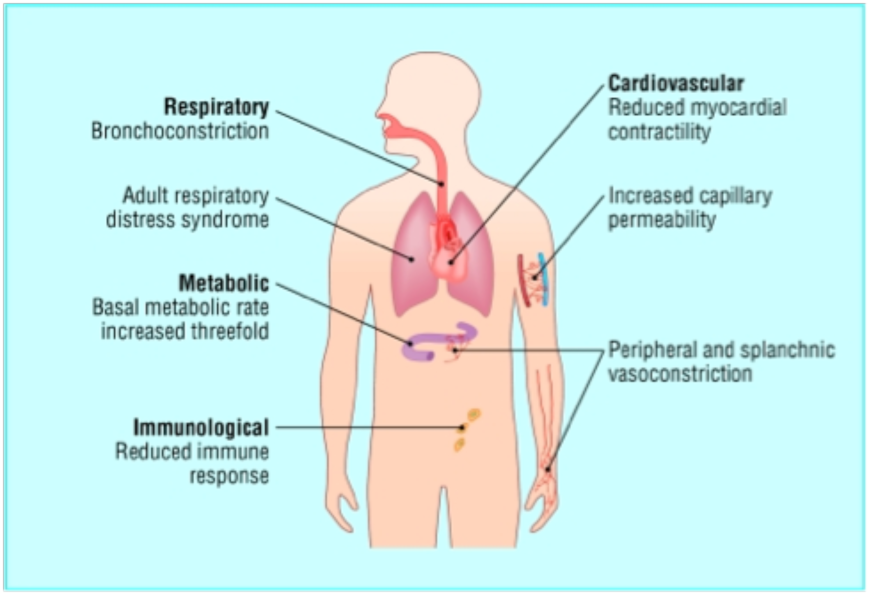 Respiratory
Bronchoconstriction
Adult respiratory
distress syndrome
Metabolic
Basal metabolic rate
increased threefold
Immunological
Reduced immune
response
Cardiovascular
Reduced myocardial
contractility
Increased capillary
permeability
Peripheral and splanchnic
vasoconstriction